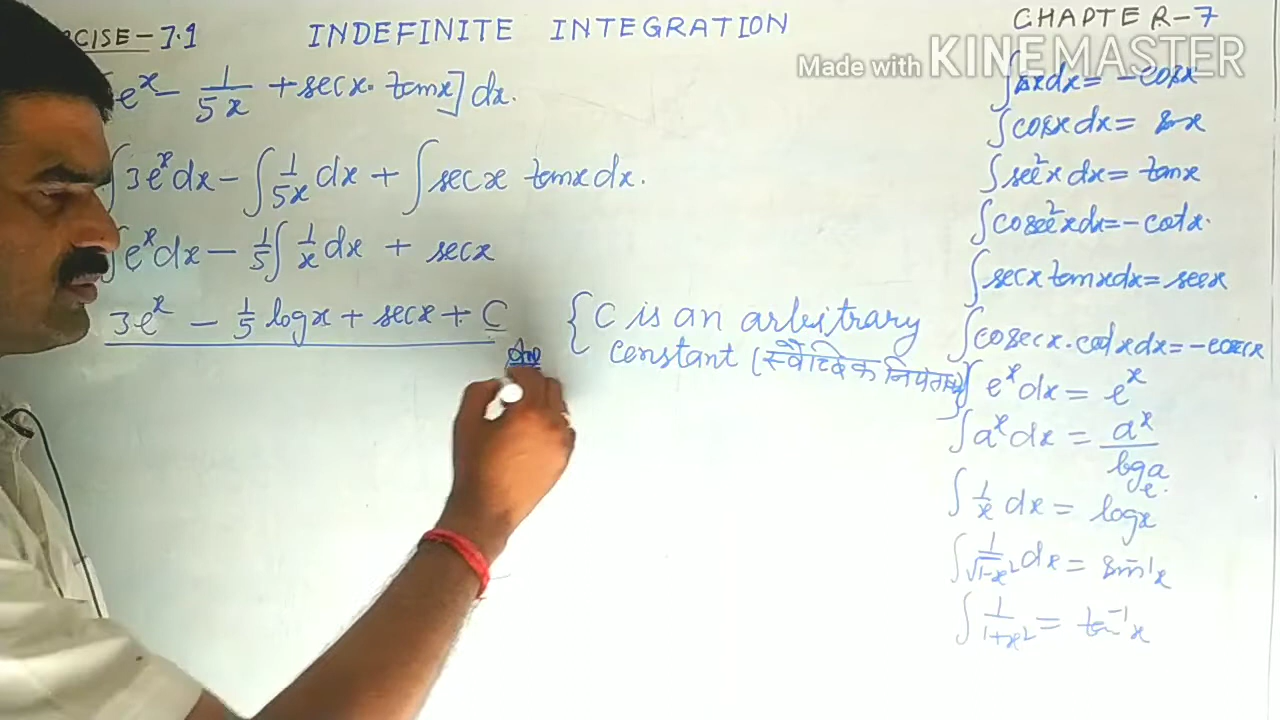 RCISE-7.1 INDEFINITE INTEGRATION CHAPTER-7
Made with KINEMASTER
e^x - 1/5x + secx. tanx] dx.
∫3e^x dx - ∫1/5x dx + ∫secx tanx dx.
∫e^x dx - 1/5 ∫1/x dx + secx
3e^x - 1/5 logx + secx + C
Ans
{ C is an arbitrary
constant (स्वैच्छिक नियतांक)}
∫ dx = -cosx
∫cosx dx = sinx
∫sec²x dx = tanx
∫cosec²x dx = -cotx.
∫secx tanx dx = secx
∫cosecx.cotx dx = -cosecx
∫e^x dx = e^x
∫a^x dx = a^x/log_e a
∫1/x dx = logx
∫1/√1-x² dx = sin⁻¹x
∫1/1+x² = tan⁻¹x